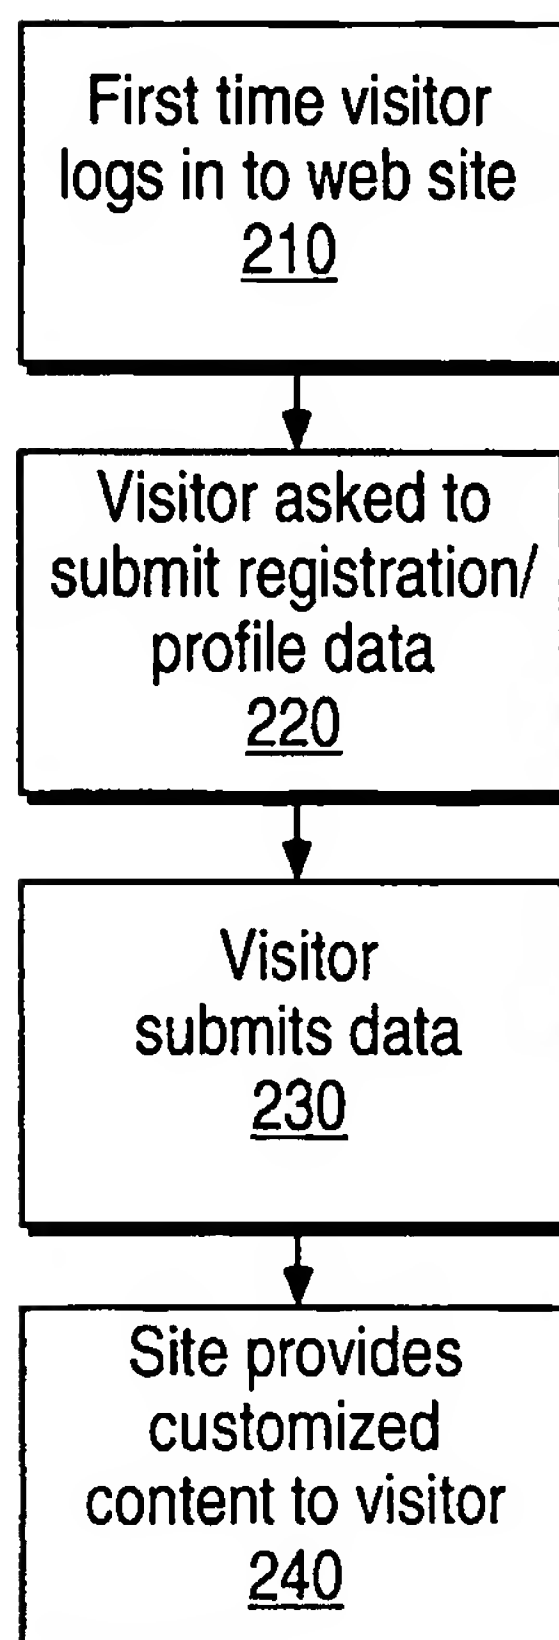 First time visitor
logs in to web site
210
Visitor asked to
submit registration/
profile data
220
Visitor
submits data
230
Site provides
customized
content to visitor
240